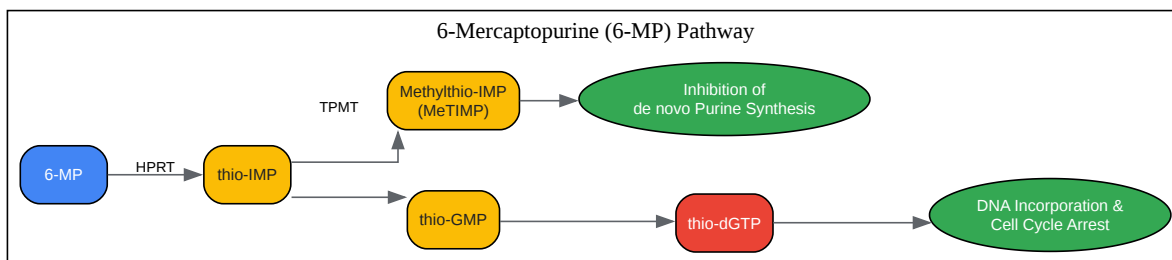 6-Mercaptopurine (6-MP) Pathway
6-MP
HPRT
thio-IMP
TPMT
Methylthio-IMP
(MeTIMP)
Inhibition of
de novo Purine Synthesis
thio-GMP
thio-dGTP
DNA Incorporation &
Cell Cycle Arrest